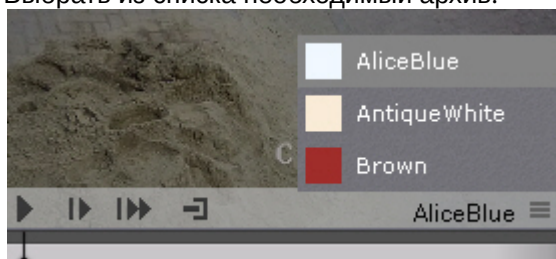 Выбрать из списка необходимый архив.
AliceBlue
AntiqueWhite
C
Brown
AliceBlue